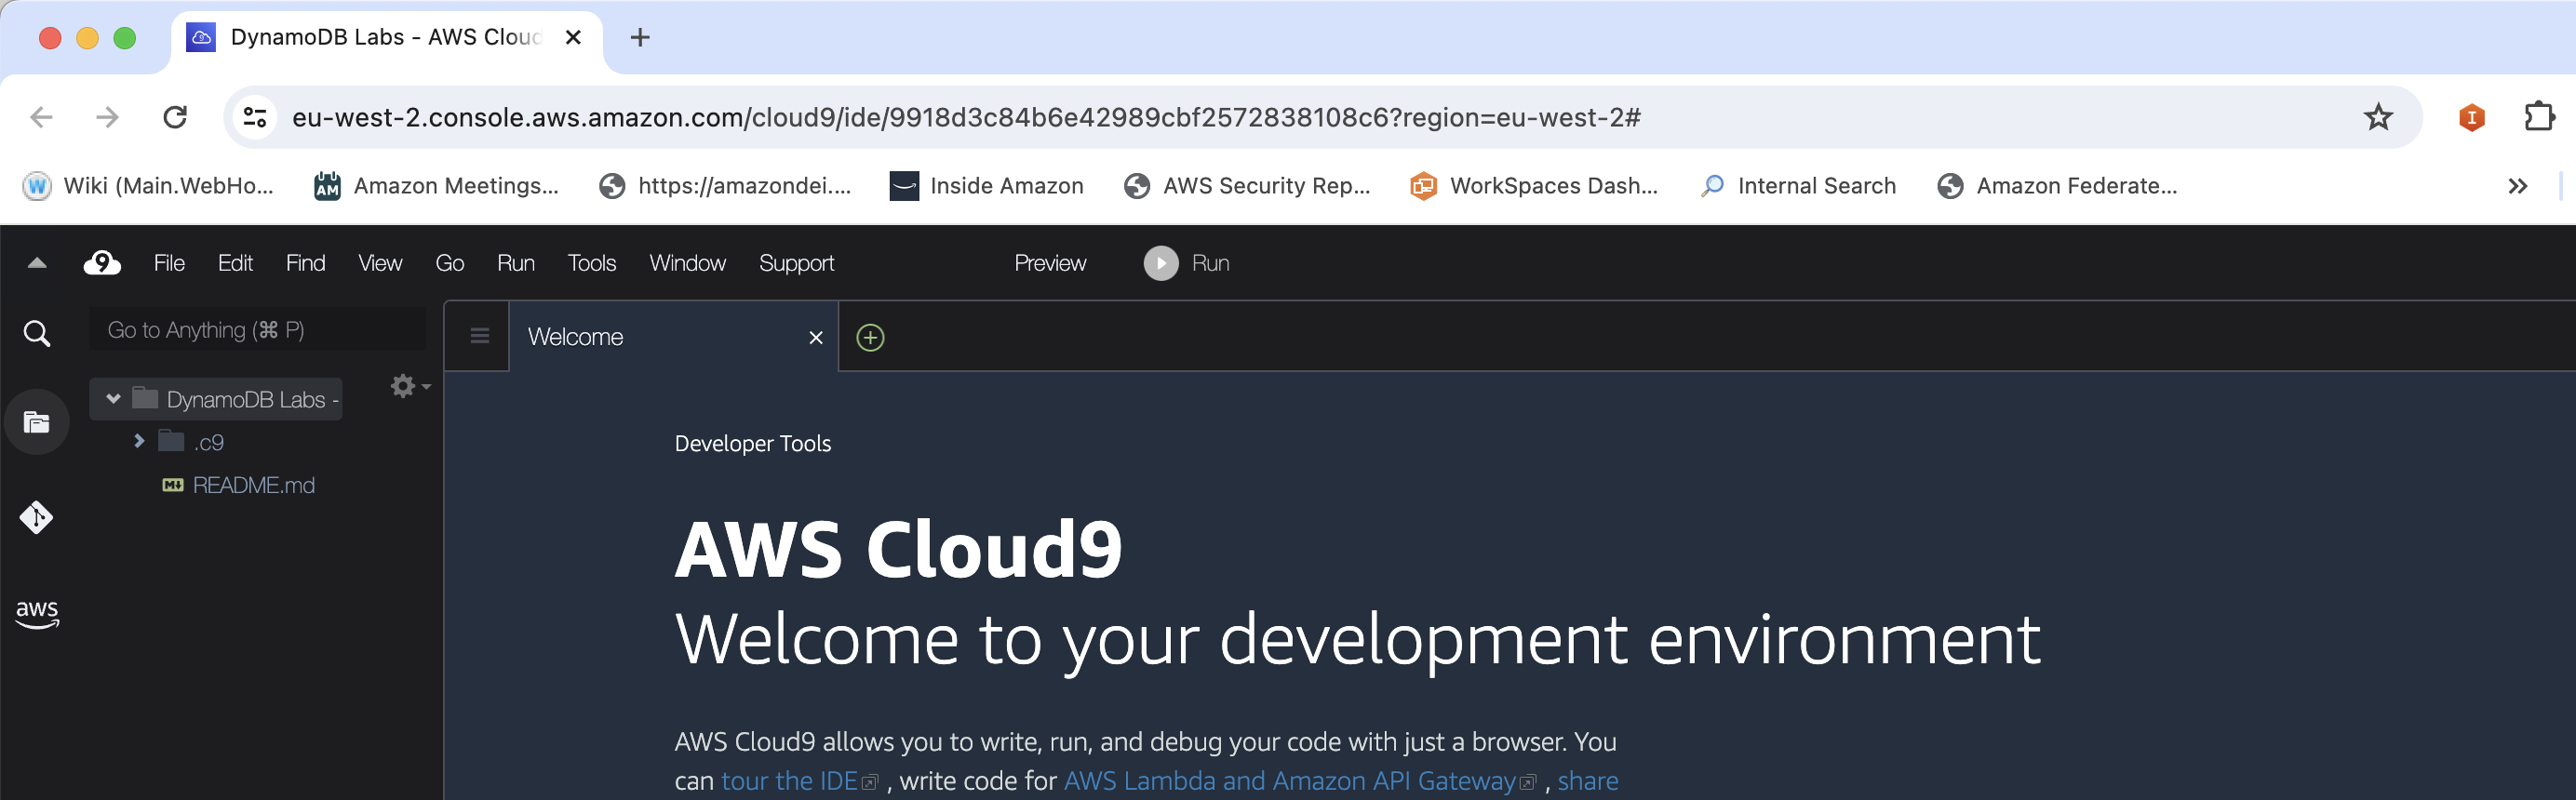 DynamoDB Labs - AWS Cloud
eu-west-2.console.aws.amazon.com/cloud9/ide/9918d3c84b6e42989cbf2572838108c6?region=eu-west-2#
W Wiki (Main.WebHo... AM Amazon Meetings... https://amazondei.... Inside Amazon AWS Security Rep... WorkSpaces Dash... Internal Search Amazon Federate...
9 File Edit Find View Go Run Tools Window Support Preview Run
Go to Anything (⌘ P)
Welcome
DynamoDB Labs -
.c9
README.md
aws
Developer Tools
AWS Cloud9
Welcome to your development environment
AWS Cloud9 allows you to write, run, and debug your code with just a browser. You
can tour the IDE , write code for AWS Lambda and Amazon API Gateway , share